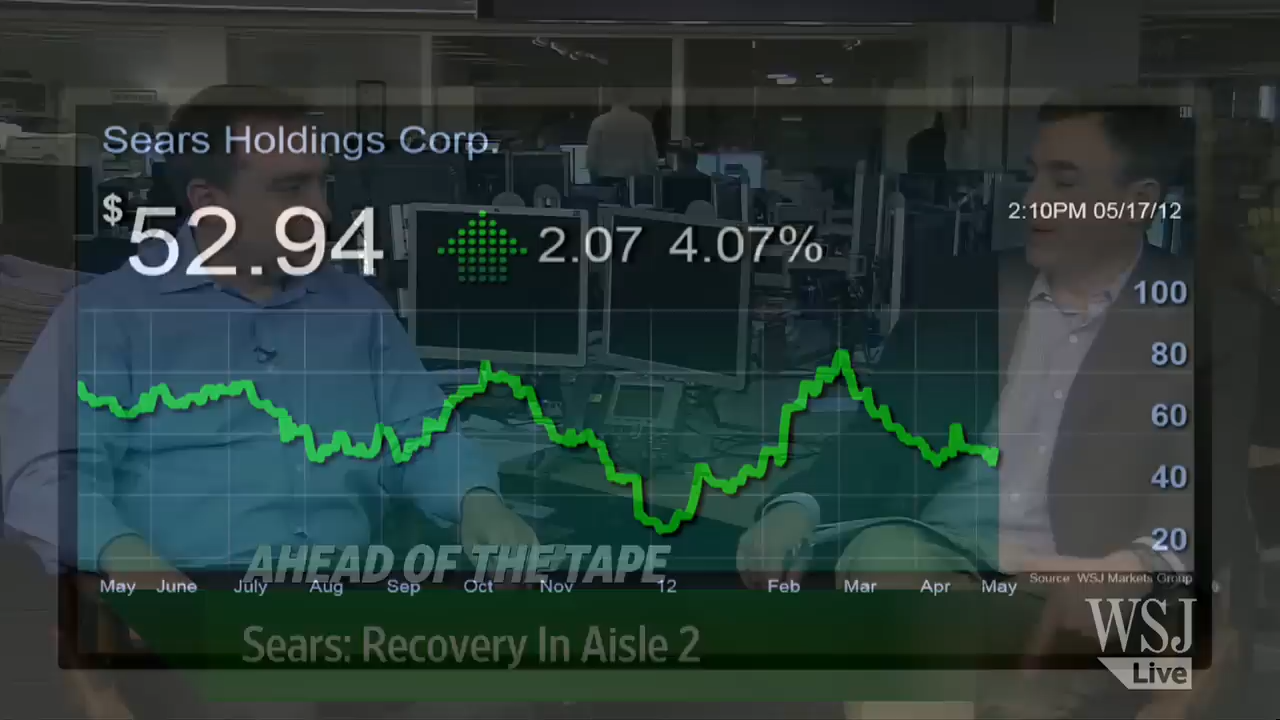 Sears Holdings Corp.
$52.94 2.07 4.07%
2:10PM 05/17/12
100
80
60
40
20
May June July Aug Sep Oct Nov 12 Feb Mar Apr May
Source WSJ Markets Group
AHEAD OF THE TAPE
Sears: Recovery In Aisle 2
WSJ
Live